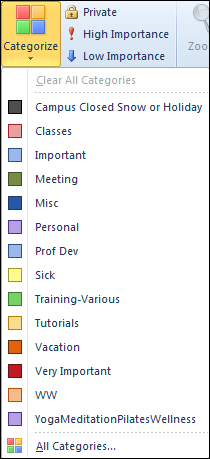 Categorize
Private
High Importance
Low Importance
Zoo
Clear All Categories
Campus Closed Snow or Holiday
Classes
Important
Meeting
Misc
Personal
Prof Dev
Sick
Training-Various
Tutorials
Vacation
Very Important
WW
YogaMeditationPilatesWellness
All Categories...